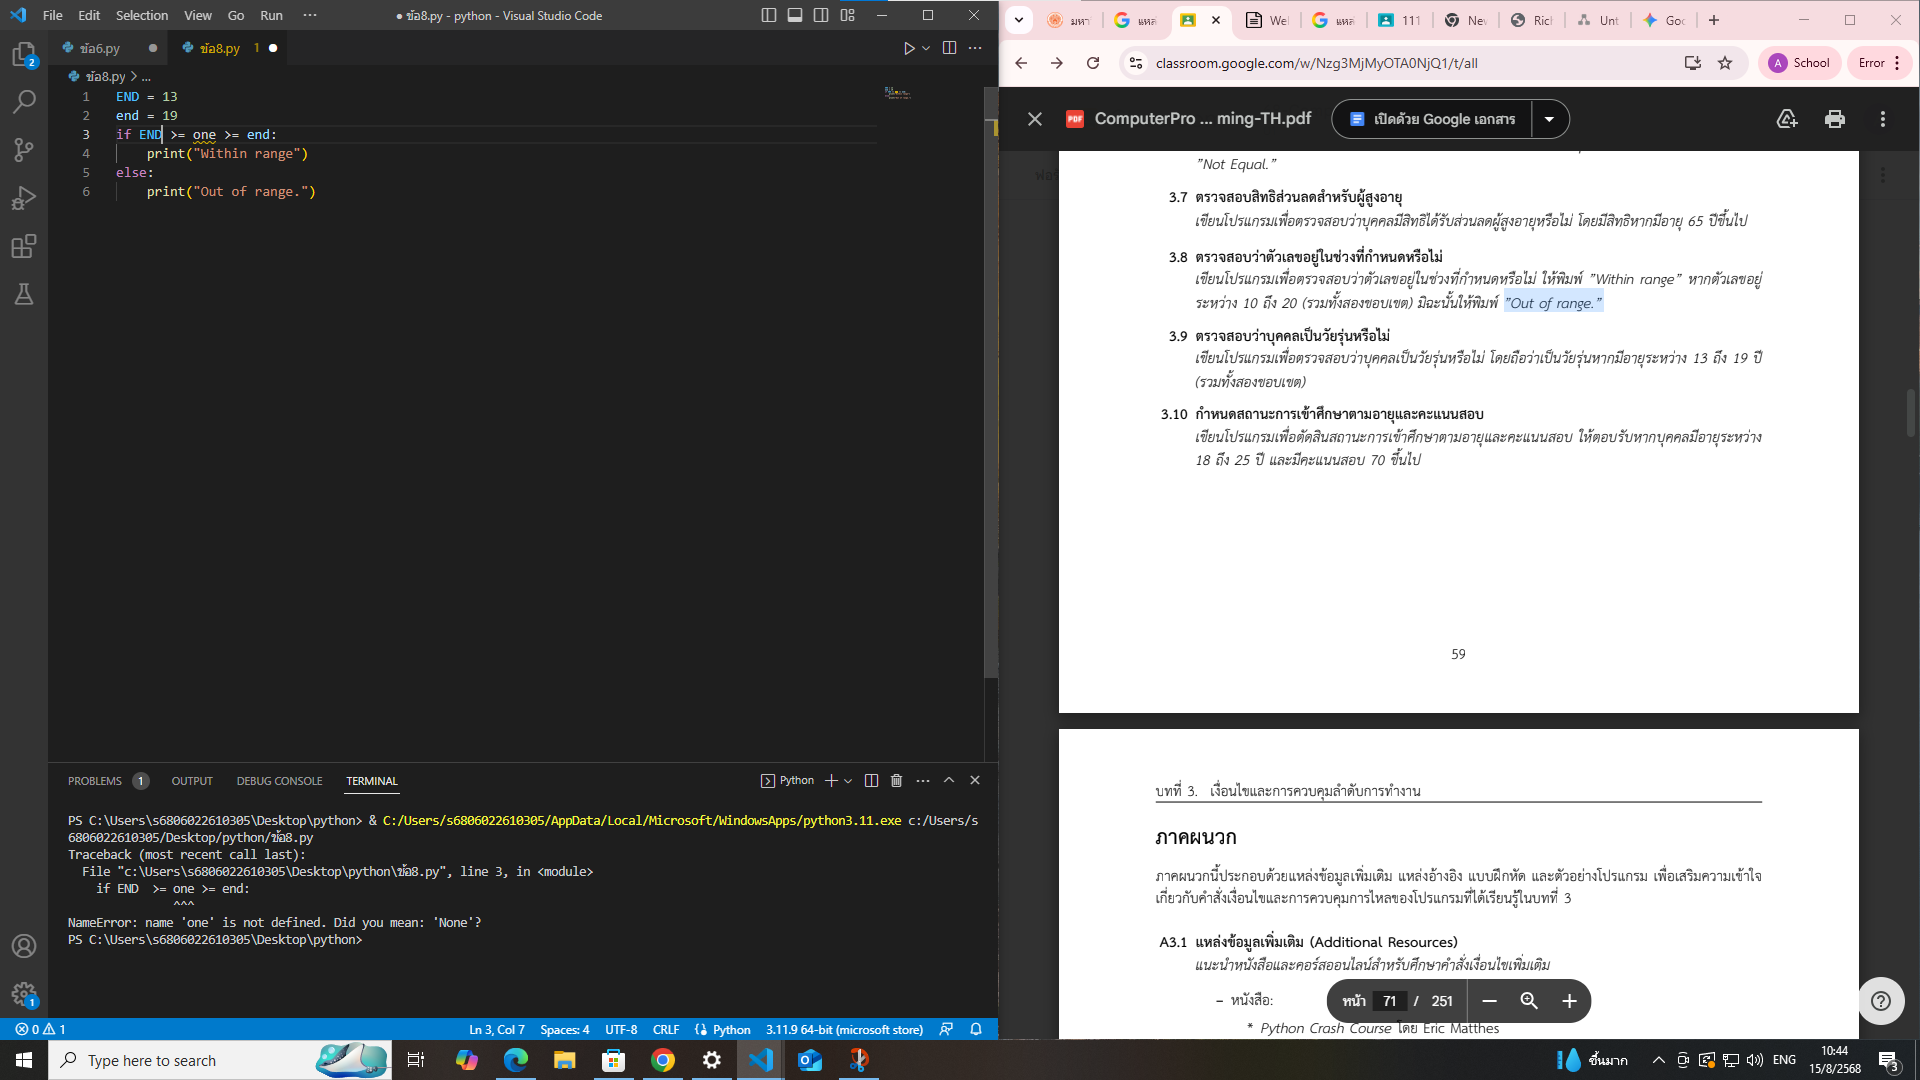 File Edit Selection View Go Run ··· ● ข้อ8.py - python - Visual Studio Code
ข้อ6.py ● ข้อ8.py 1 ●
ข้อ8.py > ...
1 END = 13
2 end = 19
3 if END >= one >= end:
4 print("Within range")
5 else:
6 print("Out of range.")
PROBLEMS 1 OUTPUT DEBUG CONSOLE TERMINAL Python
PS C:\Users\s6806022610305\Desktop\python> & C:/Users/s6806022610305/AppData/Local/Microsoft/WindowsApps/python3.11.exe c:/Users/s
6806022610305/Desktop/python/ข้อ8.py
Traceback (most recent call last):
File "c:\Users\s6806022610305\Desktop\python\ข้อ8.py", line 3, in <module>
if END  >= one >= end:
^^^
NameError: name 'one' is not defined. Did you mean: 'None'?
PS C:\Users\s6806022610305\Desktop\python>
0 1 Ln 3, Col 7 Spaces: 4 UTF-8 CRLF Python 3.11.9 64-bit (microsoft store)
มหา แหล่ แหล่ 111 Nev Rich Unt Goo
classroom.google.com/w/Nzg3MjMyOTA0NjQ1/t/all A School Error
PDF ComputerPro ... ming-TH.pdf เปิดด้วย Google เอกสาร
"Not Equal."
3.7 ตรวจสอบสิทธิส่วนลดสำหรับผู้สูงอายุ
เขียนโปรแกรมเพื่อตรวจสอบว่าบุคคลมีสิทธิได้รับส่วนลดผู้สูงอายุหรือไม่ โดยมีสิทธิหากมีอายุ 65 ปีขึ้นไป
3.8 ตรวจสอบว่าตัวเลขอยู่ในช่วงที่กำหนดหรือไม่
เขียนโปรแกรมเพื่อตรวจสอบว่าตัวเลขอยู่ในช่วงที่กำหนดหรือไม่ ให้พิมพ์ "Within range" หากตัวเลขอยู่
ระหว่าง 10 ถึง 20 (รวมทั้งสองขอบเขต) มิฉะนั้นให้พิมพ์ "Out of range."
3.9 ตรวจสอบว่าบุคคลเป็นวัยรุ่นหรือไม่
เขียนโปรแกรมเพื่อตรวจสอบว่าบุคคลเป็นวัยรุ่นหรือไม่ โดยถือว่าเป็นวัยรุ่นหากมีอายุระหว่าง 13 ถึง 19 ปี
(รวมทั้งสองขอบเขต)
3.10 กำหนดสถานะการเข้าศึกษาตามอายุและคะแนนสอบ
เขียนโปรแกรมเพื่อตัดสินสถานะการเข้าศึกษาตามอายุและคะแนนสอบ ให้ตอบรับหากบุคคลมีอายุระหว่าง
18 ถึง 25 ปี และมีคะแนนสอบ 70 ขึ้นไป
59
บทที่ 3. เงื่อนไขและการควบคุมลำดับการทำงาน
ภาคผนวก
ภาคผนวกนี้ประกอบด้วยแหล่งข้อมูลเพิ่มเติม แหล่งอ้างอิง แบบฝึกหัด และตัวอย่างโปรแกรม เพื่อเสริมความเข้าใจ
เกี่ยวกับคำสั่งเงื่อนไขและการควบคุมการไหลของโปรแกรมที่ได้เรียนรู้ในบทที่ 3
A3.1 แหล่งข้อมูลเพิ่มเติม (Additional Resources)
แนะนำหนังสือและคอร์สออนไลน์สำหรับศึกษาคำสั่งเงื่อนไขเพิ่มเติม
– หนังสือ:
* Python Crash Course โดย Eric Matthes
หน้า 71 / 251
Type here to search ชื้นมาก ENG 10:44
15/8/2568 3